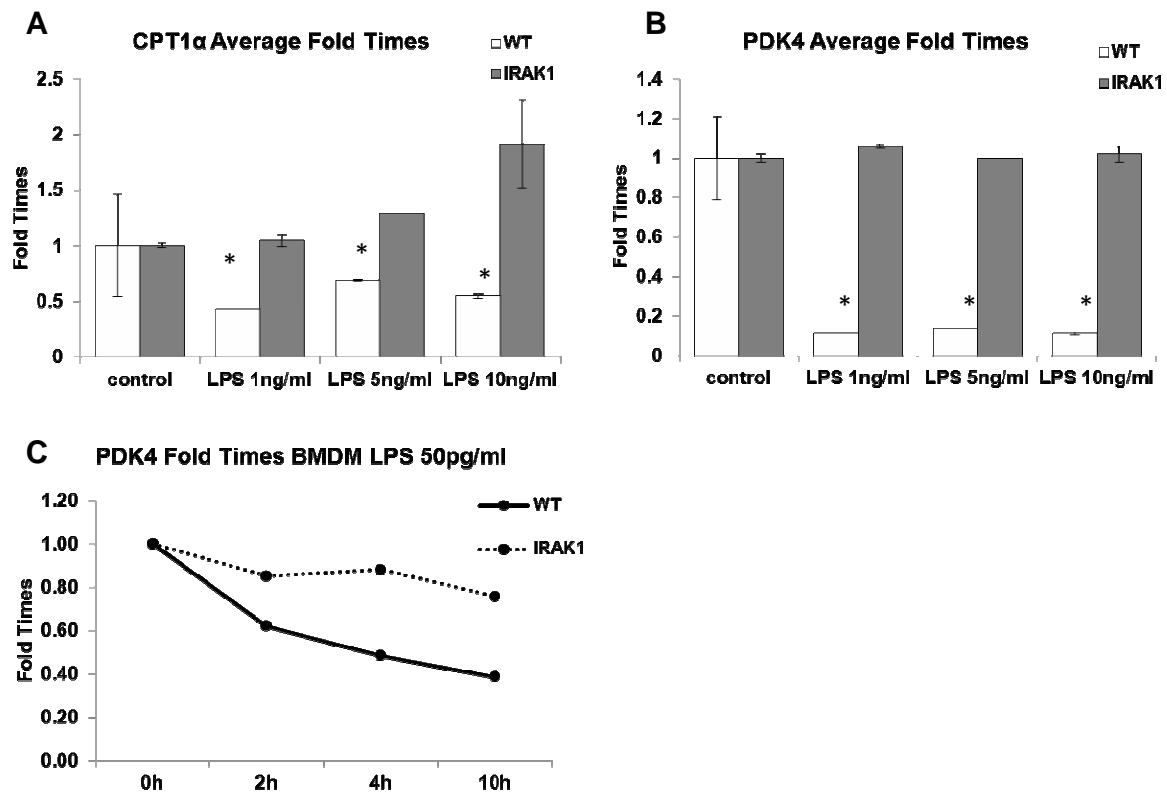 A
CPT1α Average Fold Times
WT
IRAK1
2.5
2
1.5
1
0.5
0
Fold Times
*
*
*
control
LPS 1ng/ml
LPS 5ng/ml
LPS 10ng/ml
B
PDK4 Average Fold Times
WT
IRAK1
1.4
1.2
1
0.8
0.6
0.4
0.2
0
Fold Times
*
*
*
control
LPS 1ng/ml
LPS 5ng/ml
LPS 10ng/ml
C
PDK4 Fold Times BMDM LPS 50pg/ml
WT
IRAK1
1.20
1.00
0.80
0.60
0.40
0.20
0.00
Fold Times
0h
2h
4h
10h